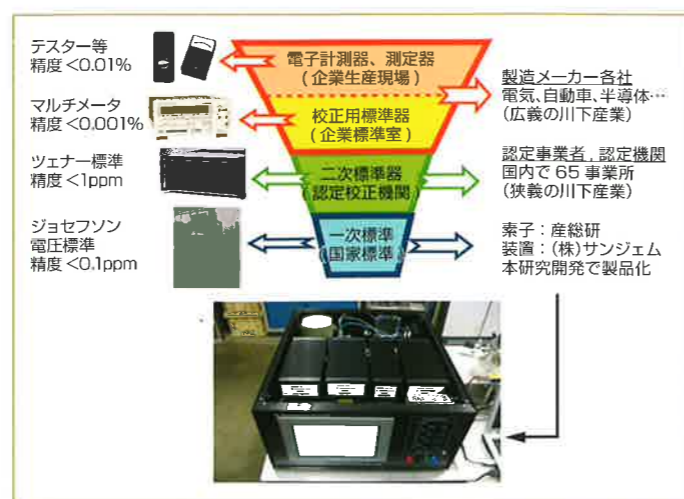 テスター等
精度<0.01%
マルチメータ
精度<0.001%
ツェナー標準
精度<1ppm
ジョセフソン
電圧標準
精度<0.1ppm
電子計測器、測定器
(企業生産現場)
校正用標準器
(企業標準室)
二次標準器
(認定校正機関)
一次標準
(国家標準)
製造メーカー各社
電気、自動車、半導体…
(広義の川下産業)
認定事業者,認定機関
国内で 65 事業所
(狭義の川下産業)
素子:産総研
装置:(株)サンジェム
本研究開発で製品化